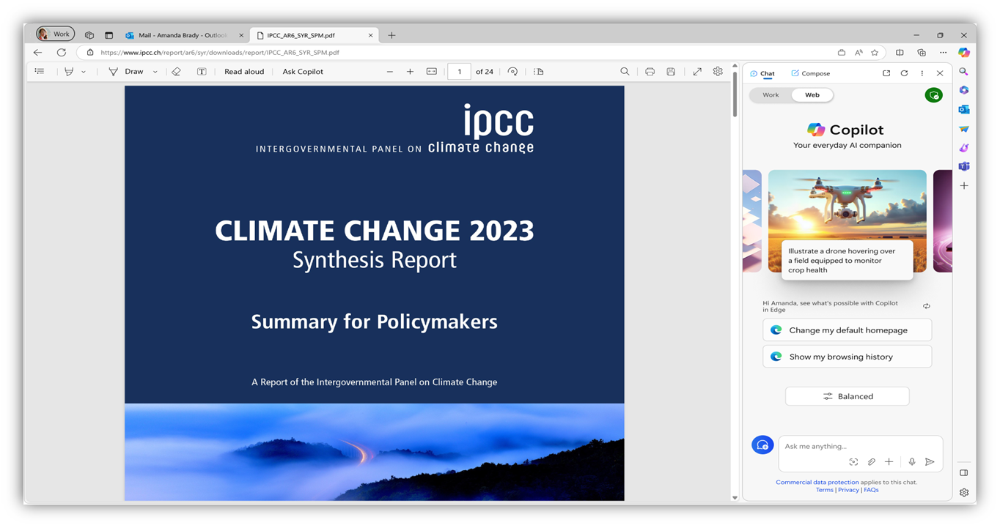 Work
Mail - Amanda Brady - Outlook
IPCC_AR6_SYR_SPM.pdf
https://www.ipcc.ch/report/ar6/syr/downloads/report/IPCC_AR6_SYR_SPM.pdf
Draw
Read aloud
Ask Copilot
1 of 24
ipcc
INTERGOVERNMENTAL PANEL ON climate change
CLIMATE CHANGE 2023
Synthesis Report
Summary for Policymakers
A Report of the Intergovernmental Panel on Climate Change
Chat
Compose
Work
Web
Copilot
Your everyday AI companion
Illustrate a drone hovering over
a field equipped to monitor
crop health
Hi Amanda, see what's possible with Copilot
in Edge
Change my default homepage
Show my browsing history
Balanced
Ask me anything...
Commercial data protection applies to this chat.
Terms | Privacy | FAQs